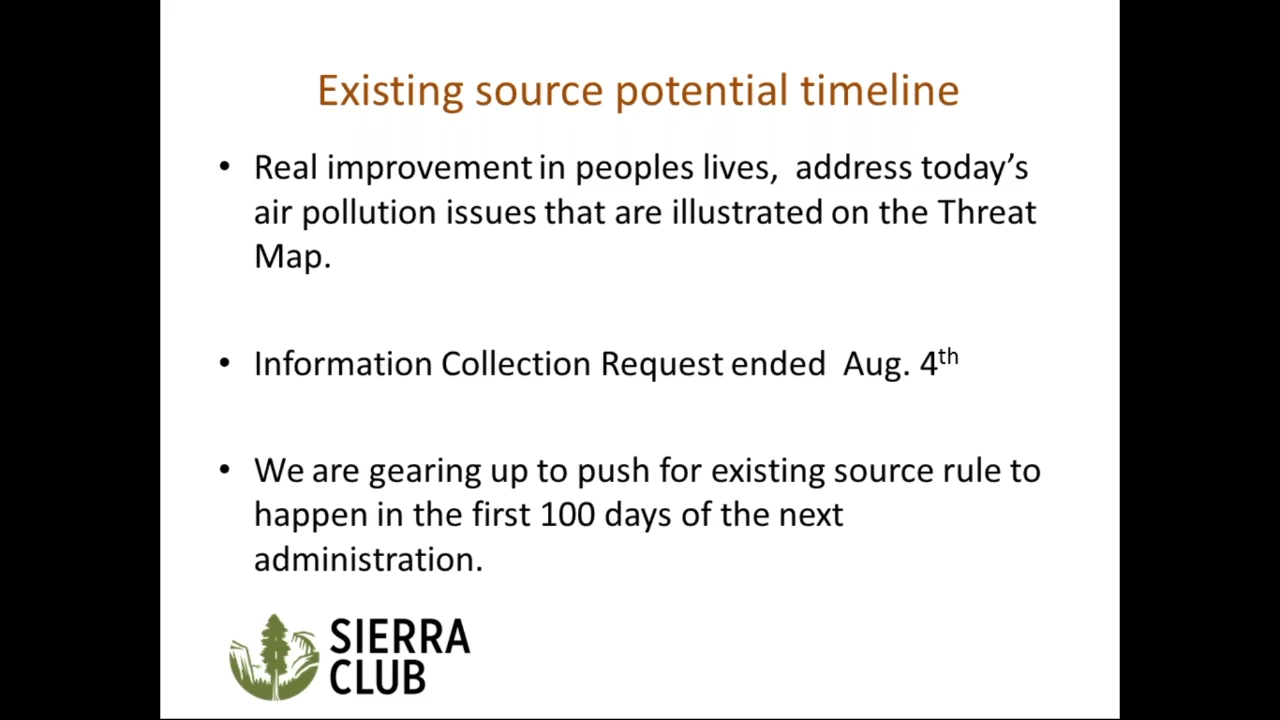 Existing source potential timeline
• Real improvement in peoples lives,  address today's
air pollution issues that are illustrated on the Threat
Map.
• Information Collection Request ended  Aug. 4th
• We are gearing up to push for existing source rule to
happen in the first 100 days of the next
administration.
SIERRA
CLUB